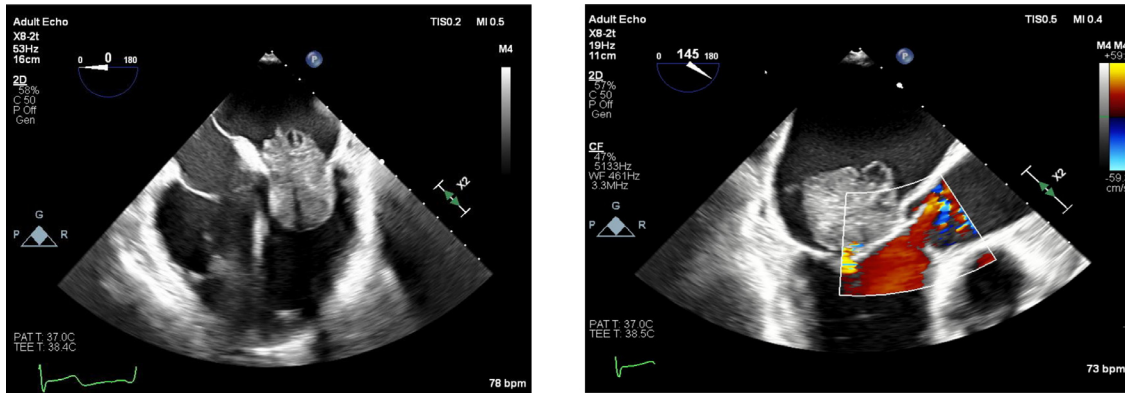 Adult Echo
TIS0.2 MI 0.5
X8-2t
53Hz
16cm
0 0 180
M4
2D
58%
C 50
P Off
Gen
P
X2
G
P R
PAT T: 37.0C
TEE T: 38.4C
78 bpm
Adult Echo
TIS0.5 MI 0.4
X8-2t
19Hz
11cm
0 145 180
M4 M4
+59
2D
57%
C 50
P Off
Gen
P
CF
47%
5133Hz
WF 461Hz
3.3MHz
-59
cm/s
X2
G
P R
PAT T: 37.0C
TEE T: 38.5C
73 bpm